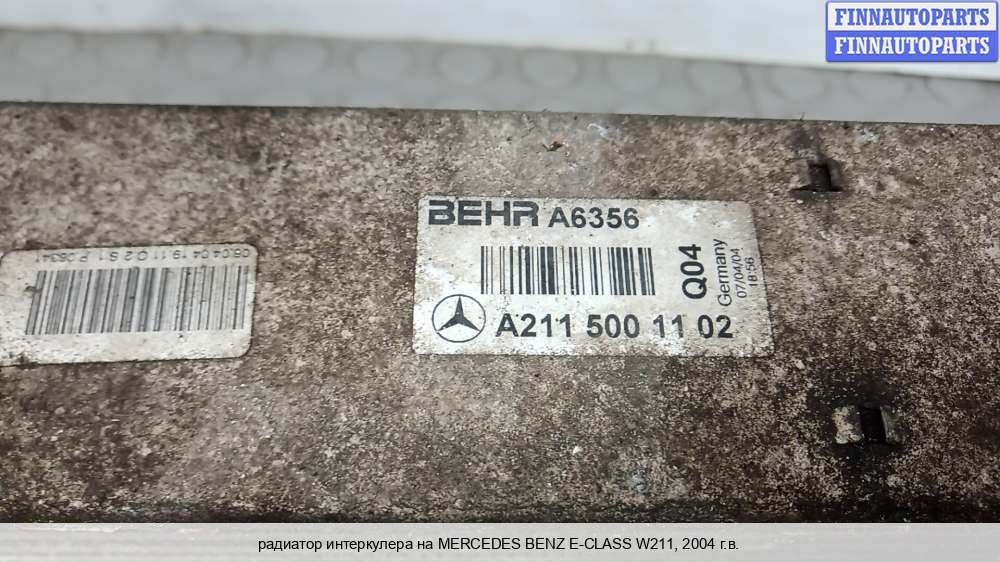 FINNAUTOPARTS
FINNAUTOPARTS
BEHR A6356
Q04
Germany
07/04/04
18:56
A211 500 11 02
радиатор интеркулера на MERCEDES BENZ E-CLASS W211, 2004 г.в.